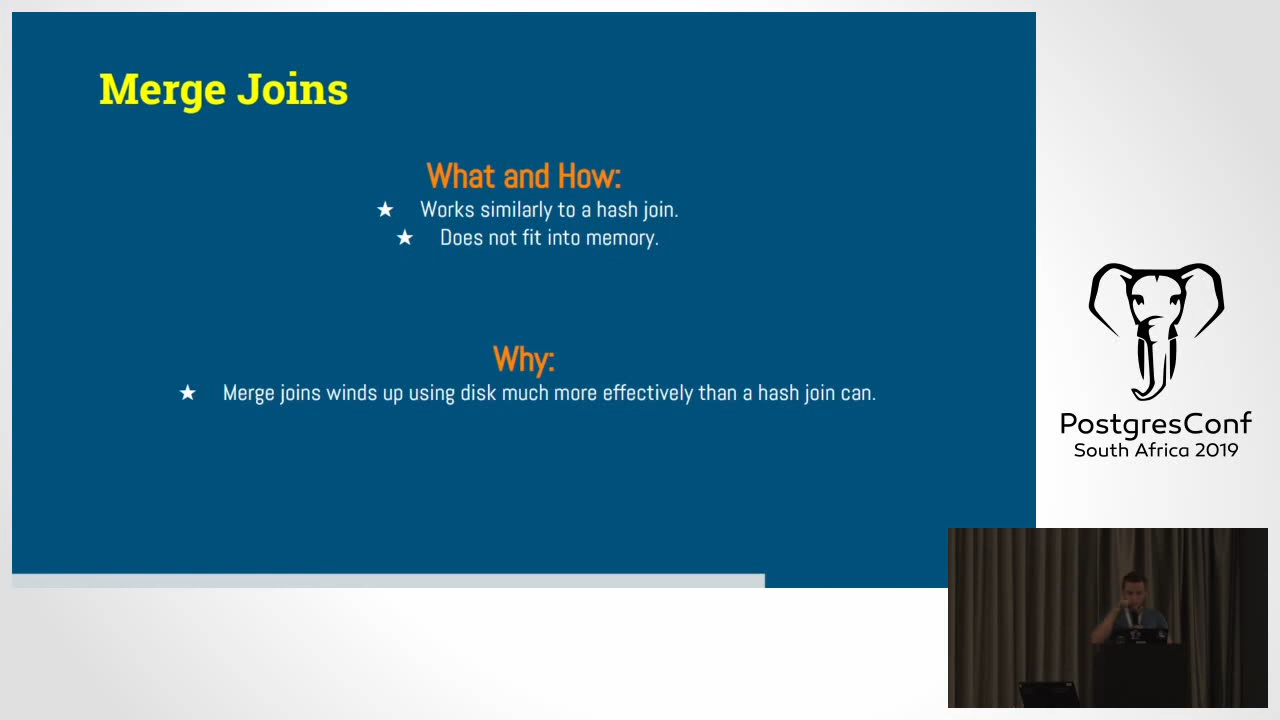 Merge Joins
What and How:
★ Works similarly to a hash join.
★ Does not fit into memory.
Why:
★ Merge joins winds up using disk much more effectively than a hash join can.
PostgresConf
South Africa 2019